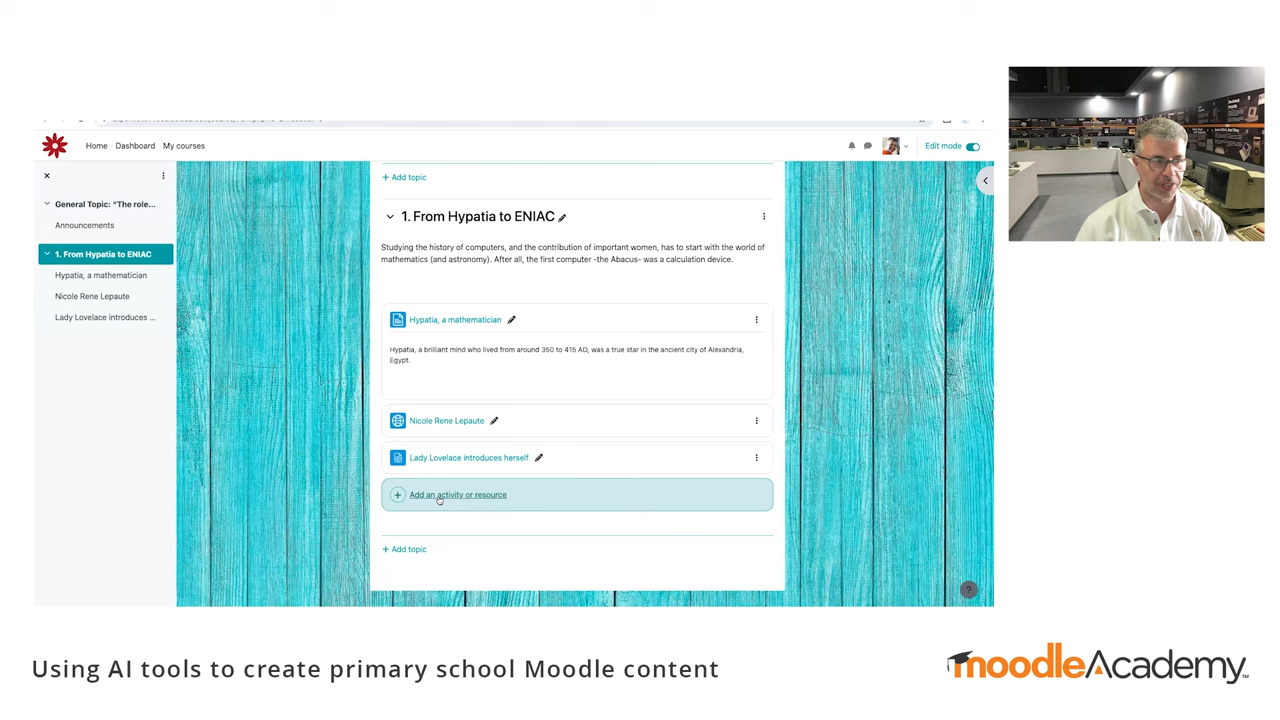 Home Dashboard My courses
Edit mode
General Topic: "The role...
Announcements
1. From Hypatia to ENIAC
Hypatia, a mathematician
Nicole Rene Lepaute
Lady Lovelace introduces ...
+ Add topic
1. From Hypatia to ENIAC
Studying the history of computers, and the contribution of important women, has to start with the world of
mathematics (and astronomy). After all, the first computer -the Abacus- was a calculation device.
Hypatia, a mathematician
Hypatia, a brilliant mind who lived from around 350 to 415 AD, was a true star in the ancient city of Alexandria,
Egypt.
Nicole Rene Lepaute
Lady Lovelace introduces herself
+ Add an activity or resource
+ Add topic
?
Using AI tools to create primary school Moodle content
moodleAcademy™